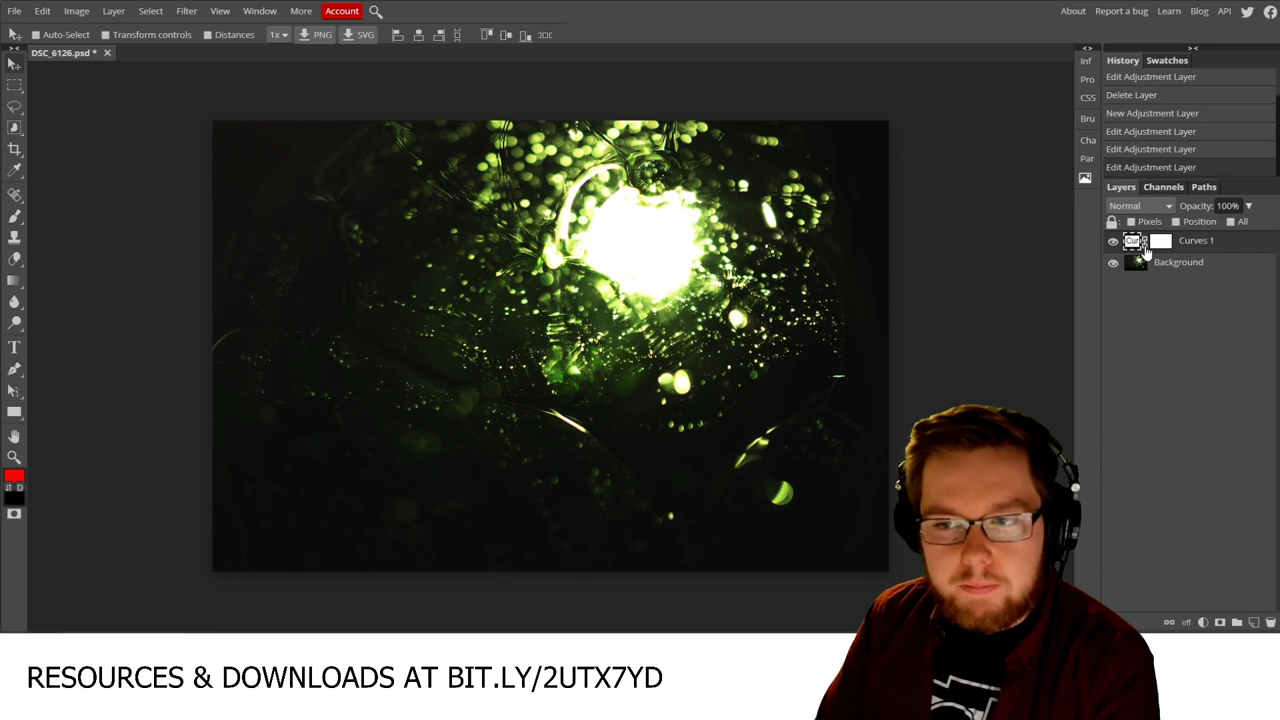 File Edit Image Layer Select Filter View Window More Account
About Report a bug Learn Blog API
Auto-Select Transform controls Distances 1x PNG SVG
DSC_6126.psd *
Inf
Pro
CSS
Bru
Cha
Par
History Swatches
Edit Adjustment Layer
Delete Layer
New Adjustment Layer
Edit Adjustment Layer
Edit Adjustment Layer
Edit Adjustment Layer
Layers Channels Paths
Normal Opacity: 100%
Pixels Position All
Curves 1
Background
T
D
eff
RESOURCES & DOWNLOADS AT BIT.LY/2UTX7YD